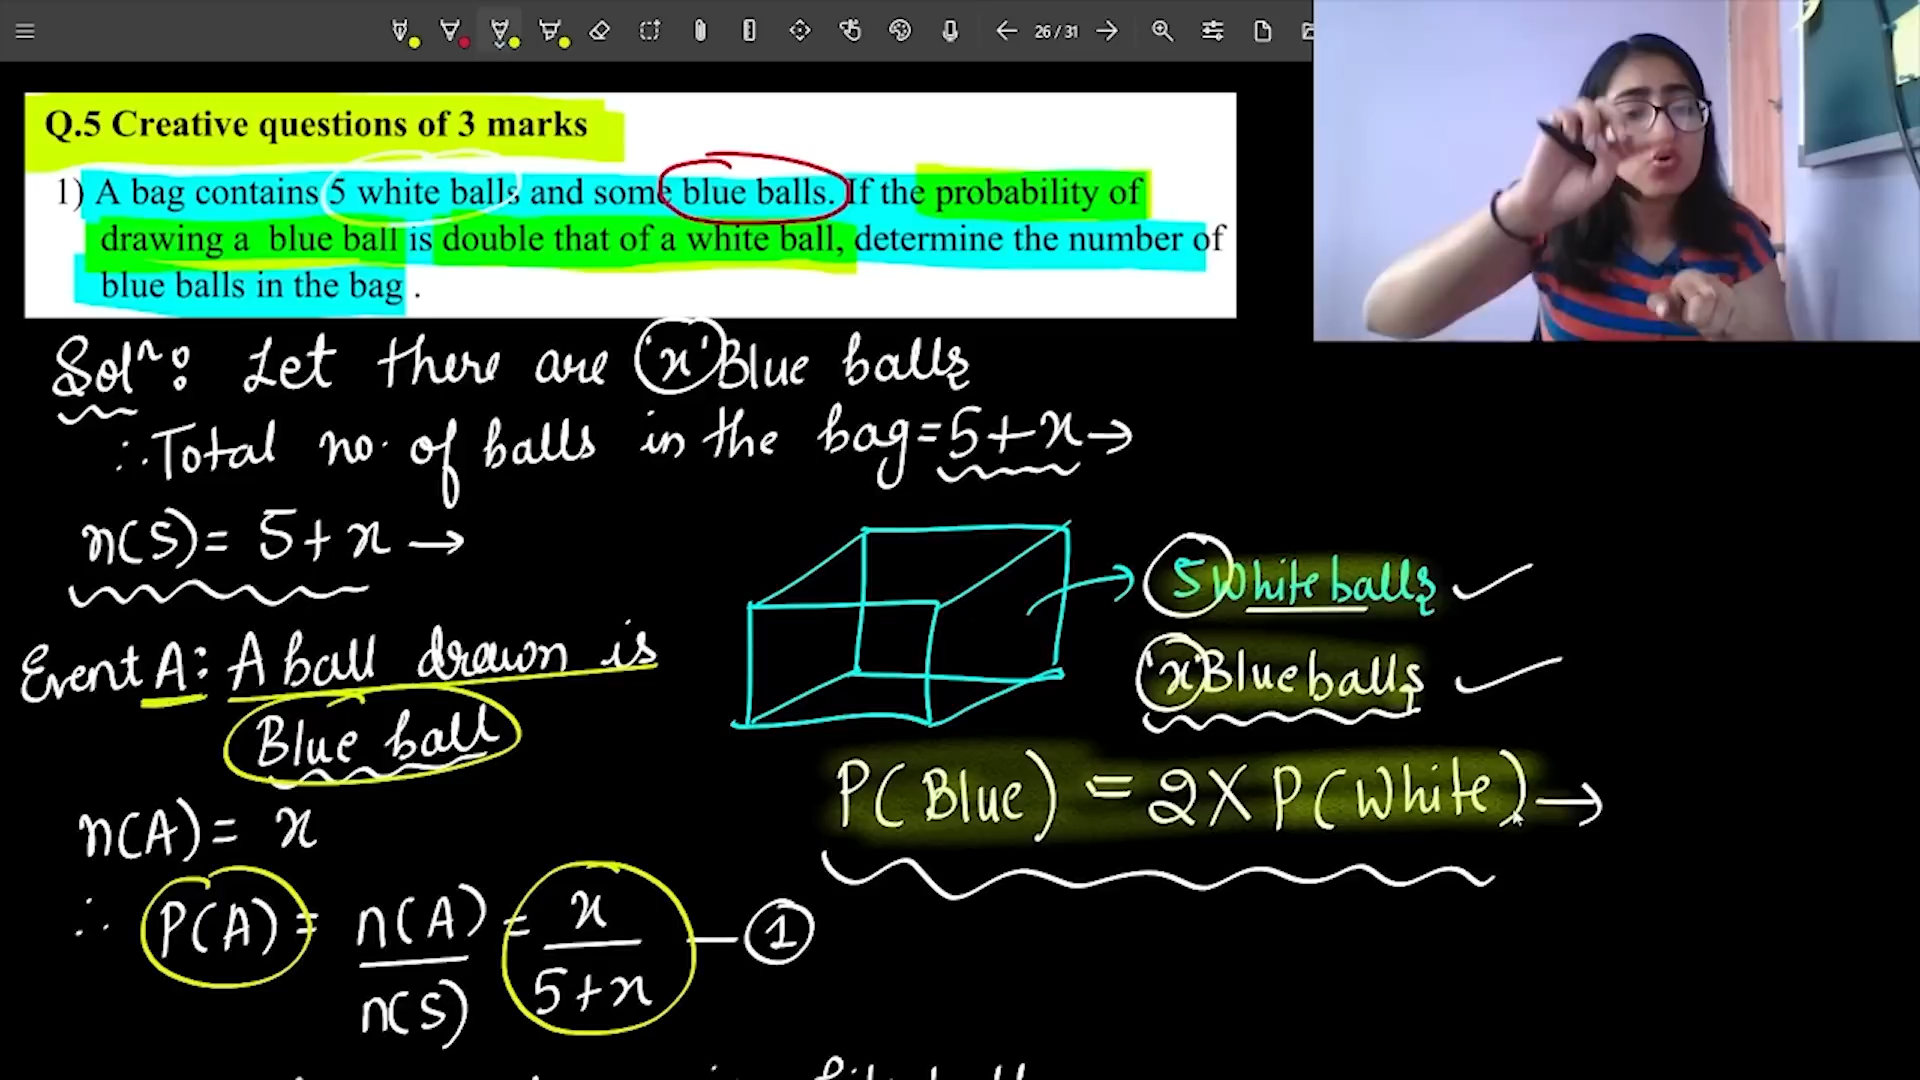 26/31
Q.5 Creative questions of 3 marks
1) A bag contains 5 white balls and some blue balls. If the probability of
drawing a blue ball is double that of a white ball, determine the number of
blue balls in the bag .
Solⁿ: Let there are 'x' Blue balls
∴ Total no. of balls in the bag = 5+x →
n(S) = 5+x →
5 White balls ✓
'x' Blue balls ✓
Event A: A ball drawn is
Blue ball
P(Blue) = 2 X P(White) →
n(A) = x
∴ P(A) = n(A)/n(S) = x/5+x — 1